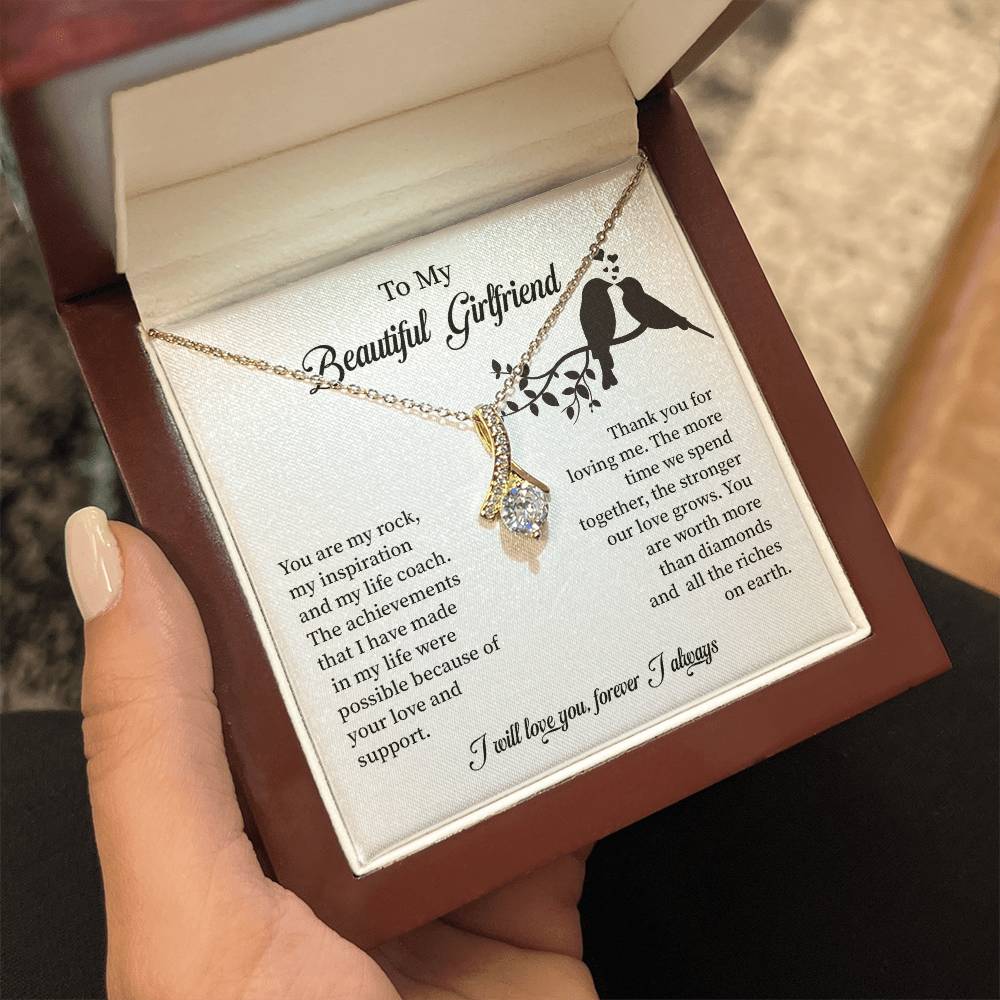 To My
Beautiful Girlfriend
You are my rock,
my inspiration
and my life coach.
The achievements
that I have made
in my life were
possible because of
your love and
support.
Thank you for
loving me. The more
time we spend
together, the stronger
our love grows. You
are worth more
than diamonds
and all the riches
on earth.
I will love you, forever I always